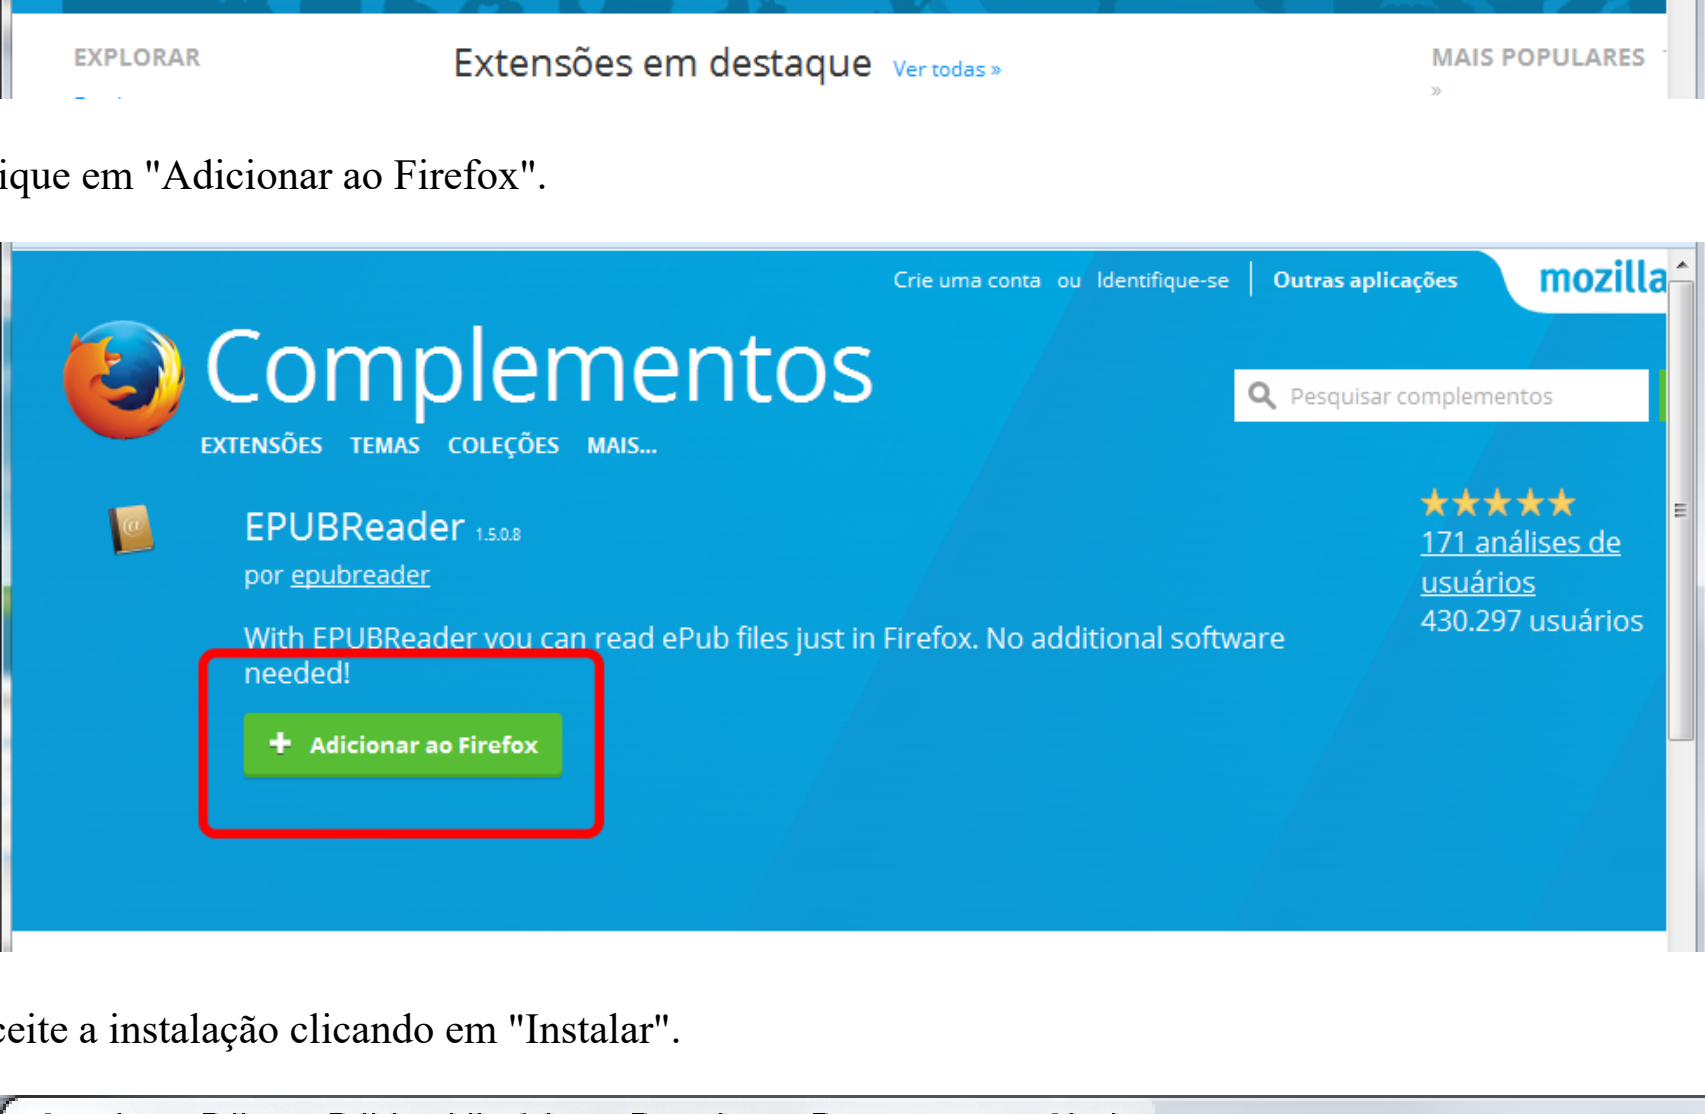 EXPLORAR
Extensões em destaque Ver todas »
MAIS POPULARES
»
ique em "Adicionar ao Firefox".
Crie uma conta ou Identifique-se Outras aplicações mozilla
Complementos
Pesquisar complementos
EXTENSÕES TEMAS COLEÇÕES MAIS...
EPUBReader 1.5.0.8
por epubreader
With EPUBReader you can read ePub files just in Firefox. No additional software
needed!
171 análises de
usuários
430.297 usuários
+ Adicionar ao Firefox
ceite a instalação clicando em "Instalar".